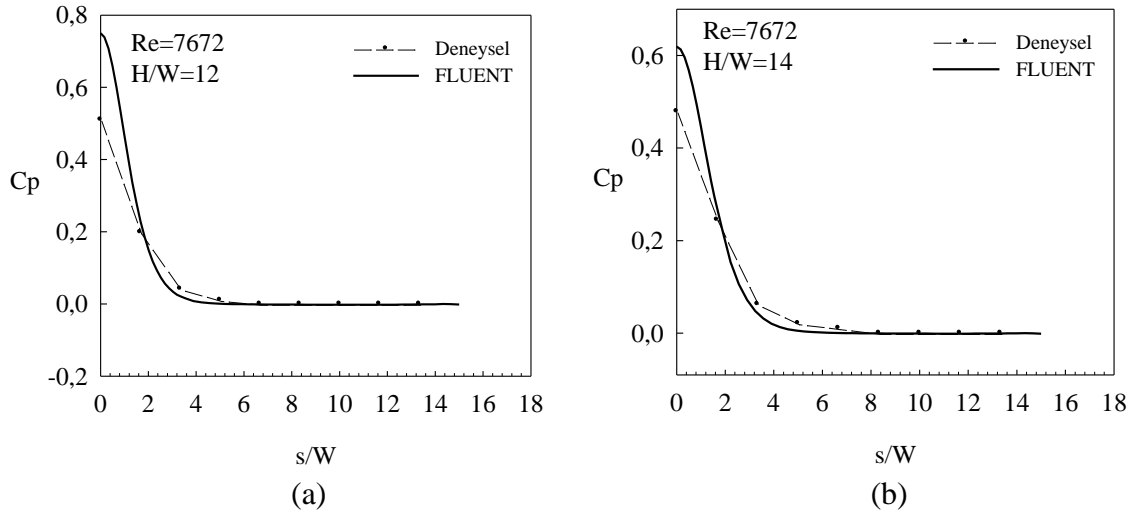 Re=7672
H/W=12
Deneysel
FLUENT
Cp
0,8
0,6
0,4
0,2
0,0
-0,2
0 2 4 6 8 10 12 14 16 18
s/W
(a)
Re=7672
H/W=14
Deneysel
FLUENT
Cp
0,6
0,4
0,2
0,0
0 2 4 6 8 10 12 14 16 18
s/W
(b)